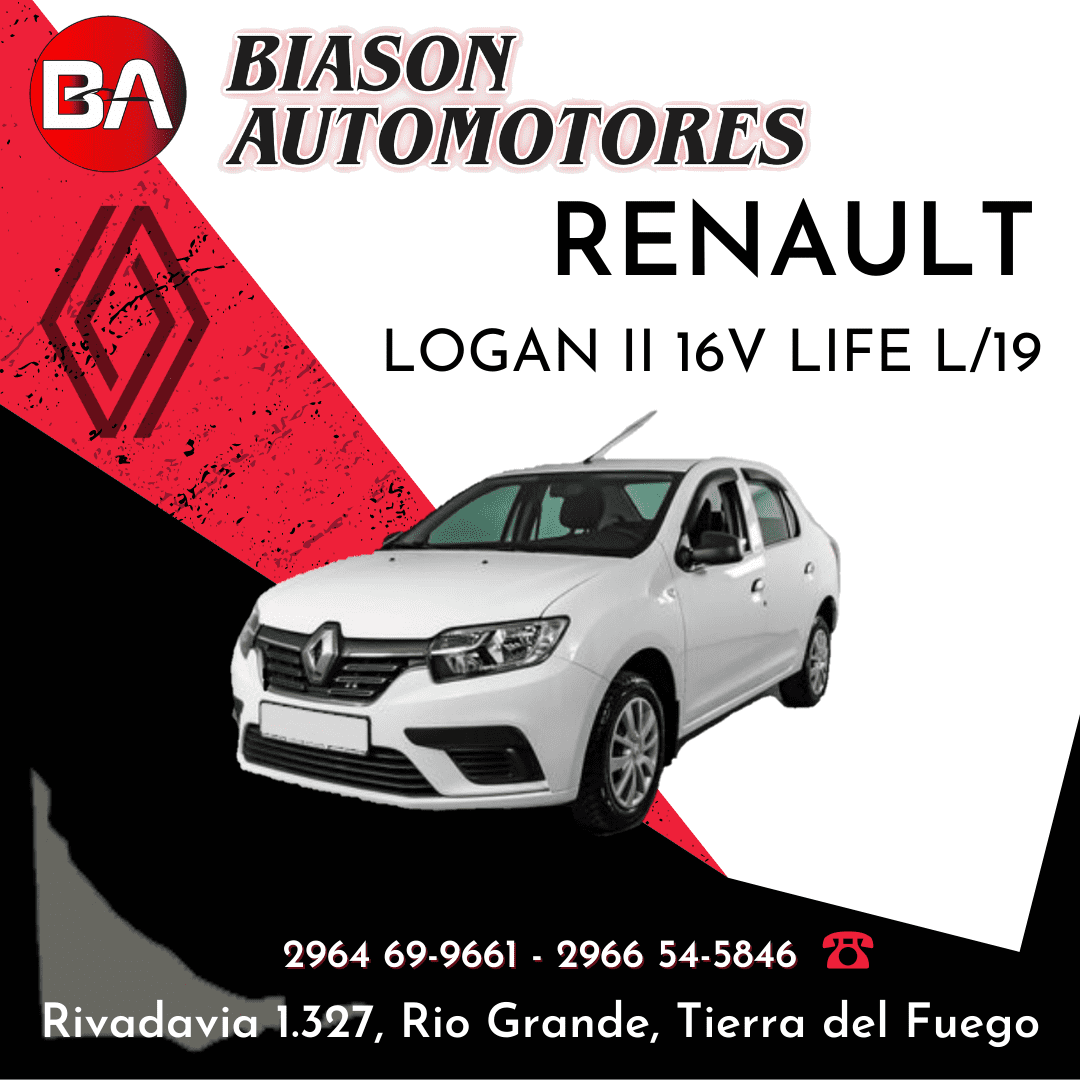 BA
BIASON
AUTOMOTORES
RENAULT
LOGAN II 16V LIFE L/19
2964 69-9661 - 2966 54-5846
Rivadavia 1.327, Rio Grande, Tierra del Fuego